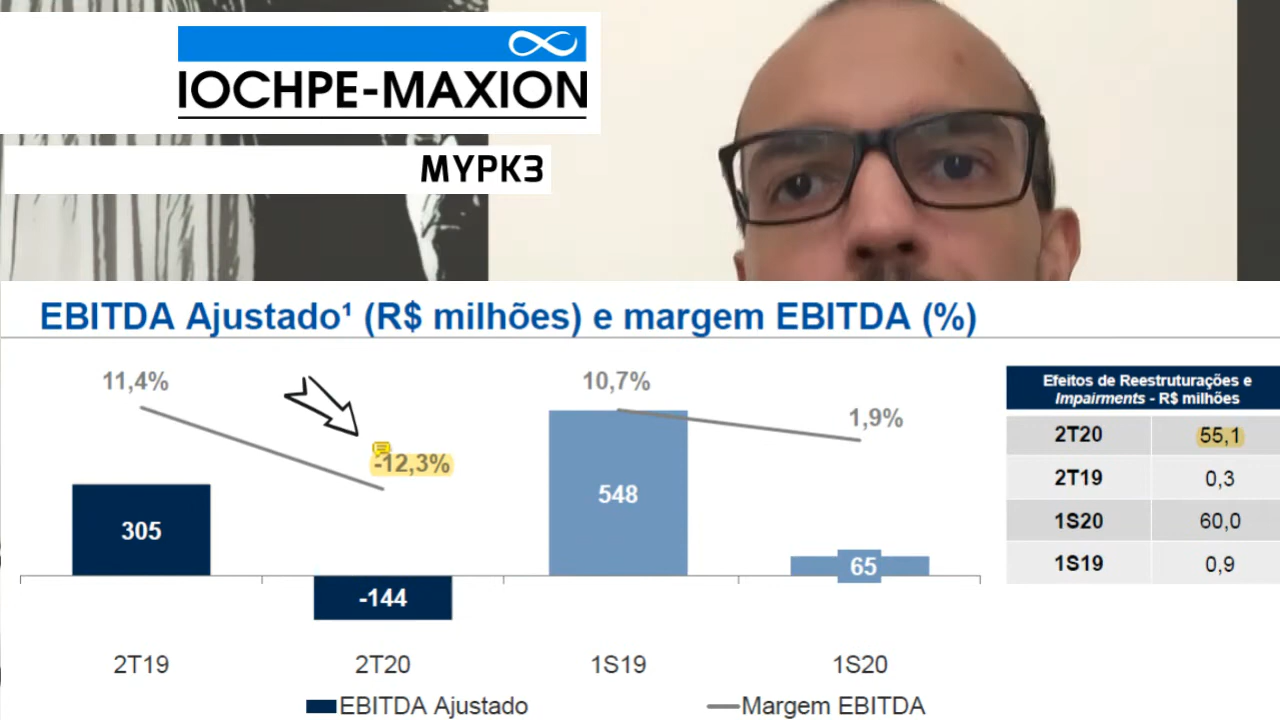 IOCHPE-MAXION
MYPK3
EBITDA Ajustado¹ (R$ milhões) e margem EBITDA (%)
11,4%
-12,3%
10,7%
1,9%
305
-144
548
65
2T19
2T20
1S19
1S20
EBITDA Ajustado
Margem EBITDA
Efeitos de Reestruturações e
Impairments - R$ milhões
2T20 55,1
2T19 0,3
1S20 60,0
1S19 0,9